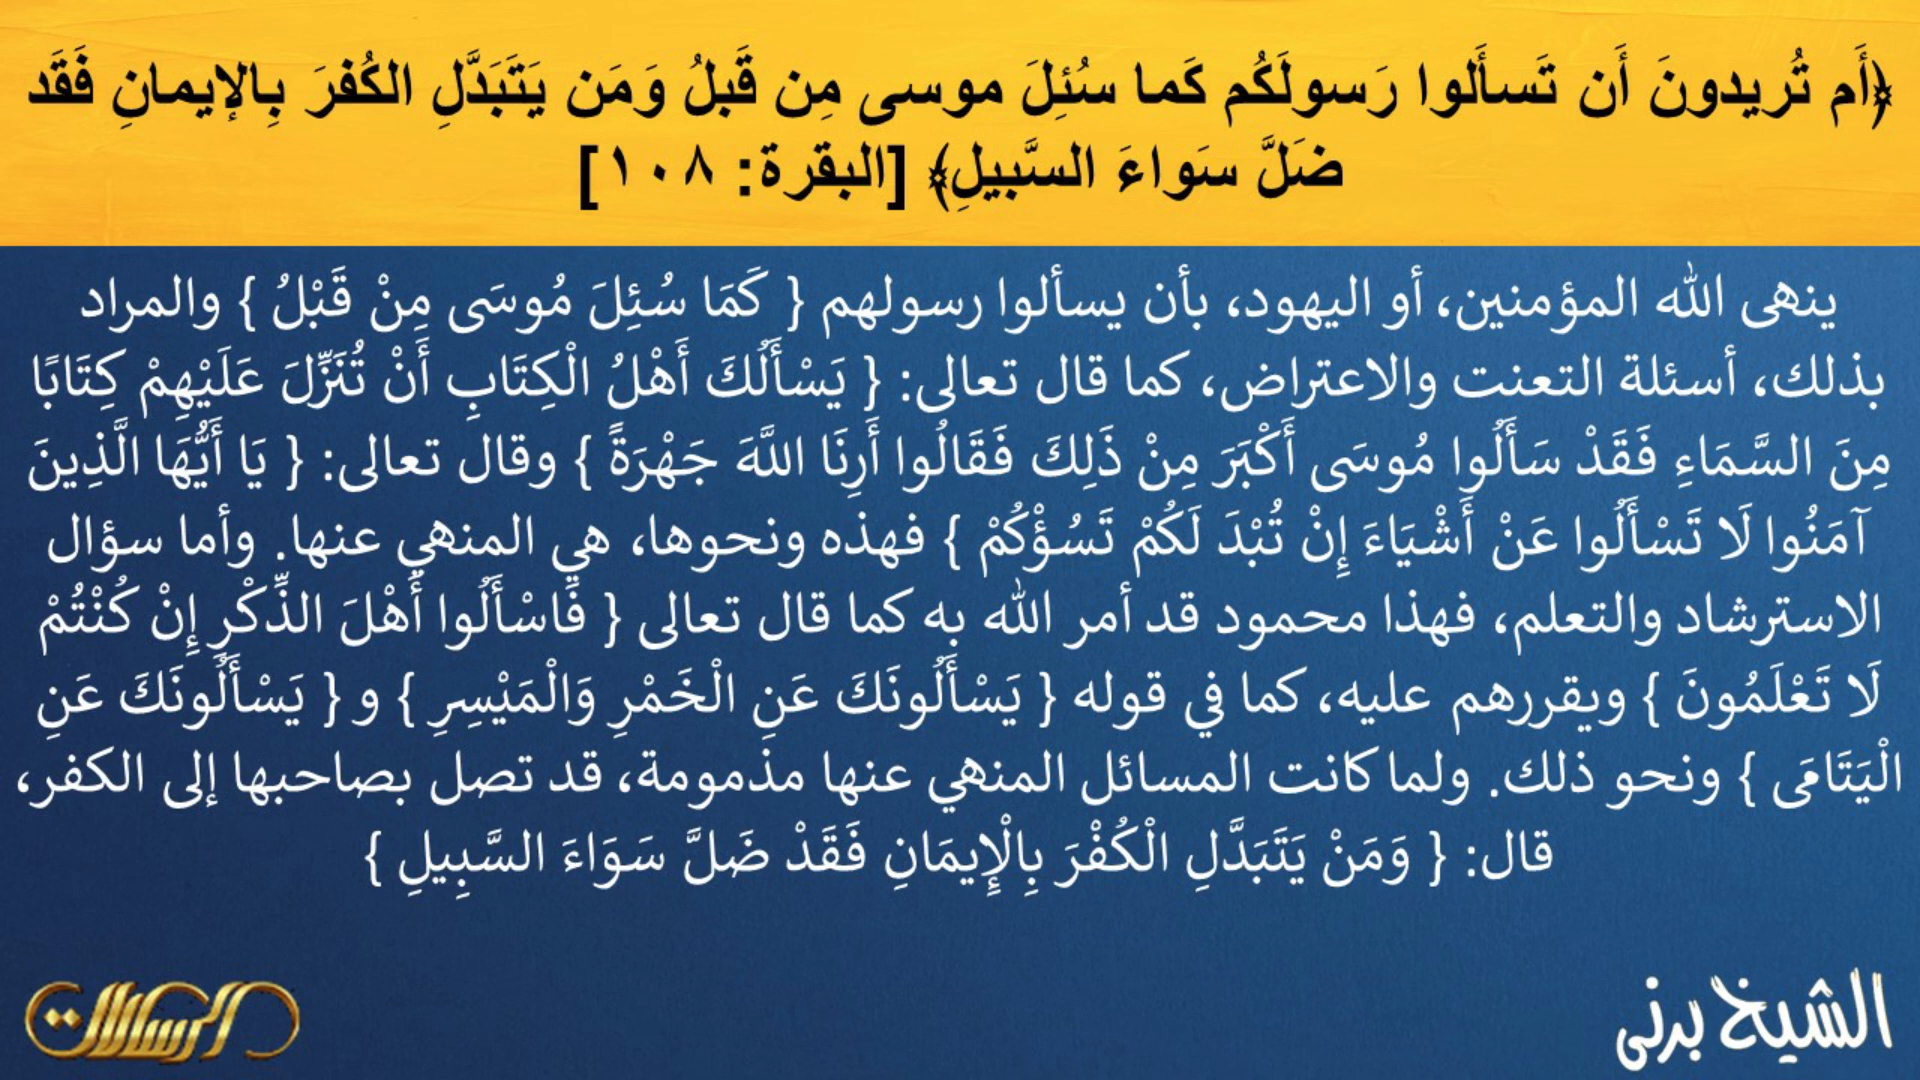 ﴿أَم تُريدونَ أَن تَسأَلوا رَسولَكُم كَما سُئِلَ موسى مِن قَبلُ وَمَن يَتَبَدَّلِ الكُفرَ بِالإيمانِ فَقَد
ضَلَّ سَواءَ السَّبيلِ﴾ [البقرة: ١٠٨]
ينهى الله المؤمنين، أو اليهود، بأن يسألوا رسولهم { كَمَا سُئِلَ مُوسَى مِنْ قَبْلُ } والمراد
بذلك، أسئلة التعنت والاعتراض، كما قال تعالى: { يَسْأَلُكَ أَهْلُ الْكِتَابِ أَنْ تُنَزِّلَ عَلَيْهِمْ كِتَابًا
مِنَ السَّمَاءِ فَقَدْ سَأَلُوا مُوسَى أَكْبَرَ مِنْ ذَلِكَ فَقَالُوا أَرِنَا اللَّهَ جَهْرَةً } وقال تعالى: { يَا أَيُّهَا الَّذِينَ
آمَنُوا لَا تَسْأَلُوا عَنْ أَشْيَاءَ إِنْ تُبْدَ لَكُمْ تَسُؤْكُمْ } فهذه ونحوها، هي المنهي عنها. وأما سؤال
الاسترشاد والتعلم، فهذا محمود قد أمر الله به كما قال تعالى { فَاسْأَلُوا أَهْلَ الذِّكْرِ إِنْ كُنْتُمْ
لَا تَعْلَمُونَ } ويقررهم عليه، كما في قوله { يَسْأَلُونَكَ عَنِ الْخَمْرِ وَالْمَيْسِرِ } و { يَسْأَلُونَكَ عَنِ
الْيَتَامَى } ونحو ذلك. ولما كانت المسائل المنهي عنها مذمومة، قد تصل بصاحبها إلى الكفر،
قال: { وَمَنْ يَتَبَدَّلِ الْكُفْرَ بِالْإِيمَانِ فَقَدْ ضَلَّ سَوَاءَ السَّبِيلِ }
الشيخ برنی
الرسالات